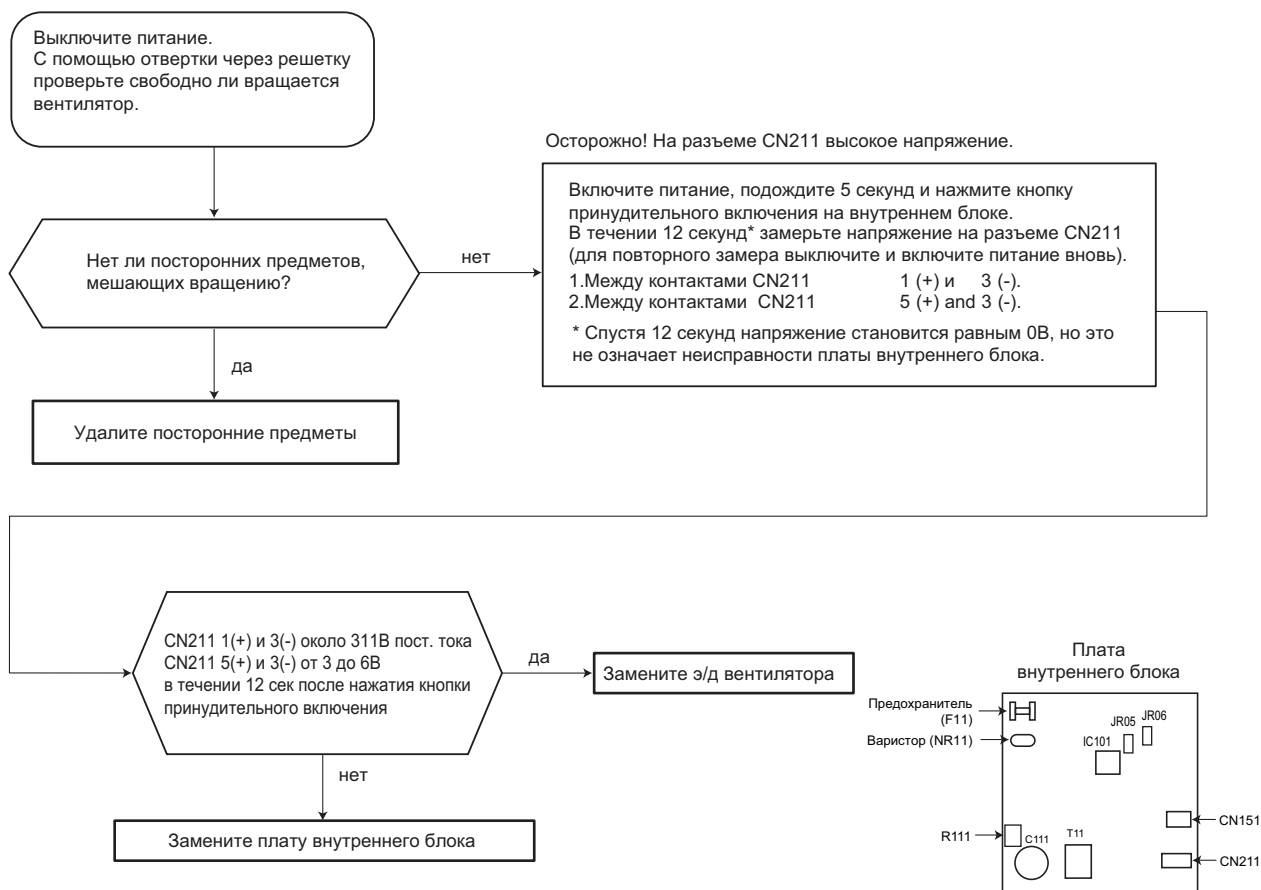 Выключите питание.
С помощью отвертки через решетку
проверьте свободно ли вращается
вентилятор.
Осторожно! На разъеме CN211 высокое напряжение.
Нет ли посторонних предметов,
мешающих вращению?
нет
Включите питание, подождите 5 секунд и нажмите кнопку
принудительного включения на внутреннем блоке.
В течении 12 секунд* замерьте напряжение на разъеме CN211
(для повторного замера выключите и включите питание вновь).
1.Между контактами CN211 1 (+) и 3 (-).
2.Между контактами CN211 5 (+) and 3 (-).
* Спустя 12 секунд напряжение становится равным 0В, но это
не означает неисправности платы внутреннего блока.
да
Удалите посторонние предметы
CN211 1(+) и 3(-) около 311В пост. тока
CN211 5(+) и 3(-) от 3 до 6В
в течении 12 сек после нажатия кнопки
принудительного включения
да
Замените э/д вентилятора
нет
Замените плату внутреннего блока
Плата
внутреннего блока
Предохранитель
(F11)
Варистор (NR11)
JR05 JR06
IC101
R111
C111
T11
CN151
CN211